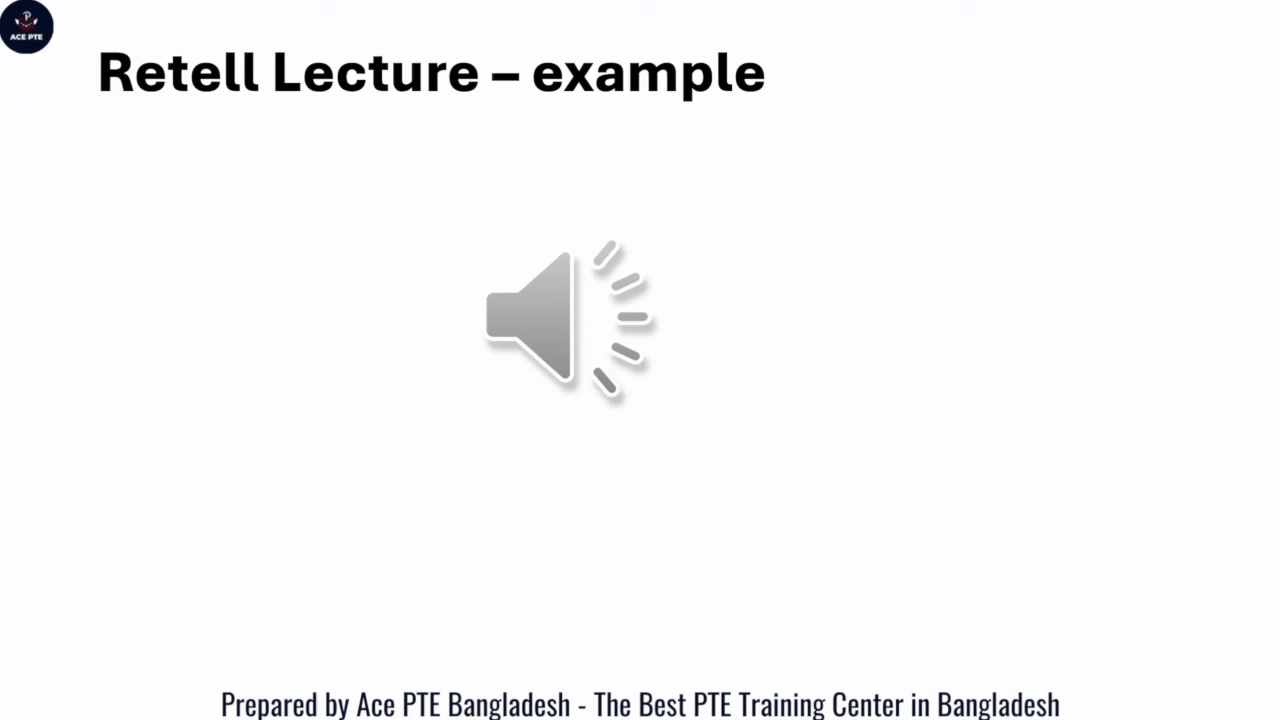 ACE PTE
Retell Lecture – example
Prepared by Ace PTE Bangladesh - The Best PTE Training Center in Bangladesh